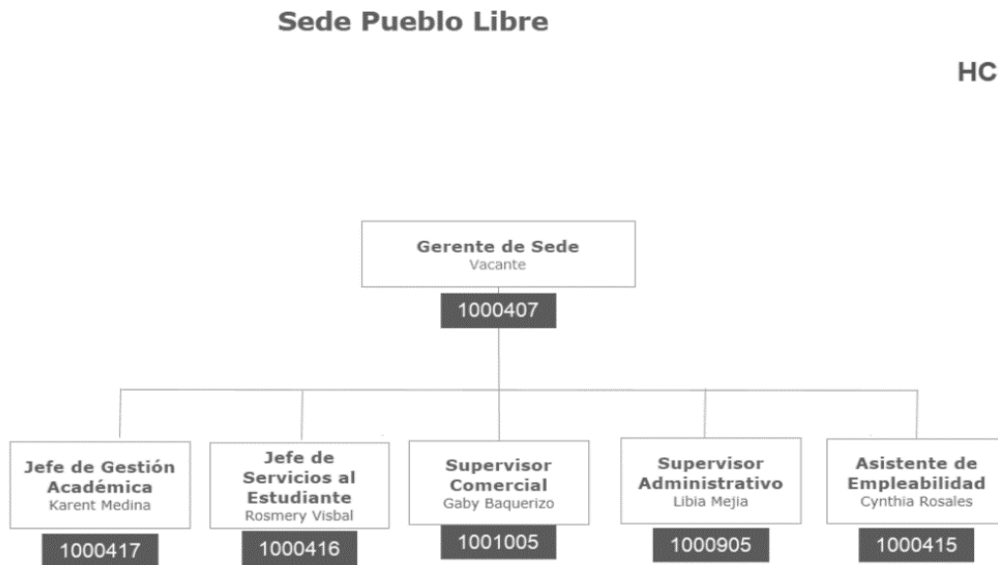 Sede Pueblo Libre
HC
Gerente de Sede
Vacante
1000407
Jefe de Gestión
Académica
Karent Medina
1000417
Jefe de
Servicios al
Estudiante
Rosmery Visbal
1000416
Supervisor
Comercial
Gaby Baquerizo
1001005
Supervisor
Administrativo
Libia Mejia
1000905
Asistente de
Empleabilidad
Cynthia Rosales
1000415